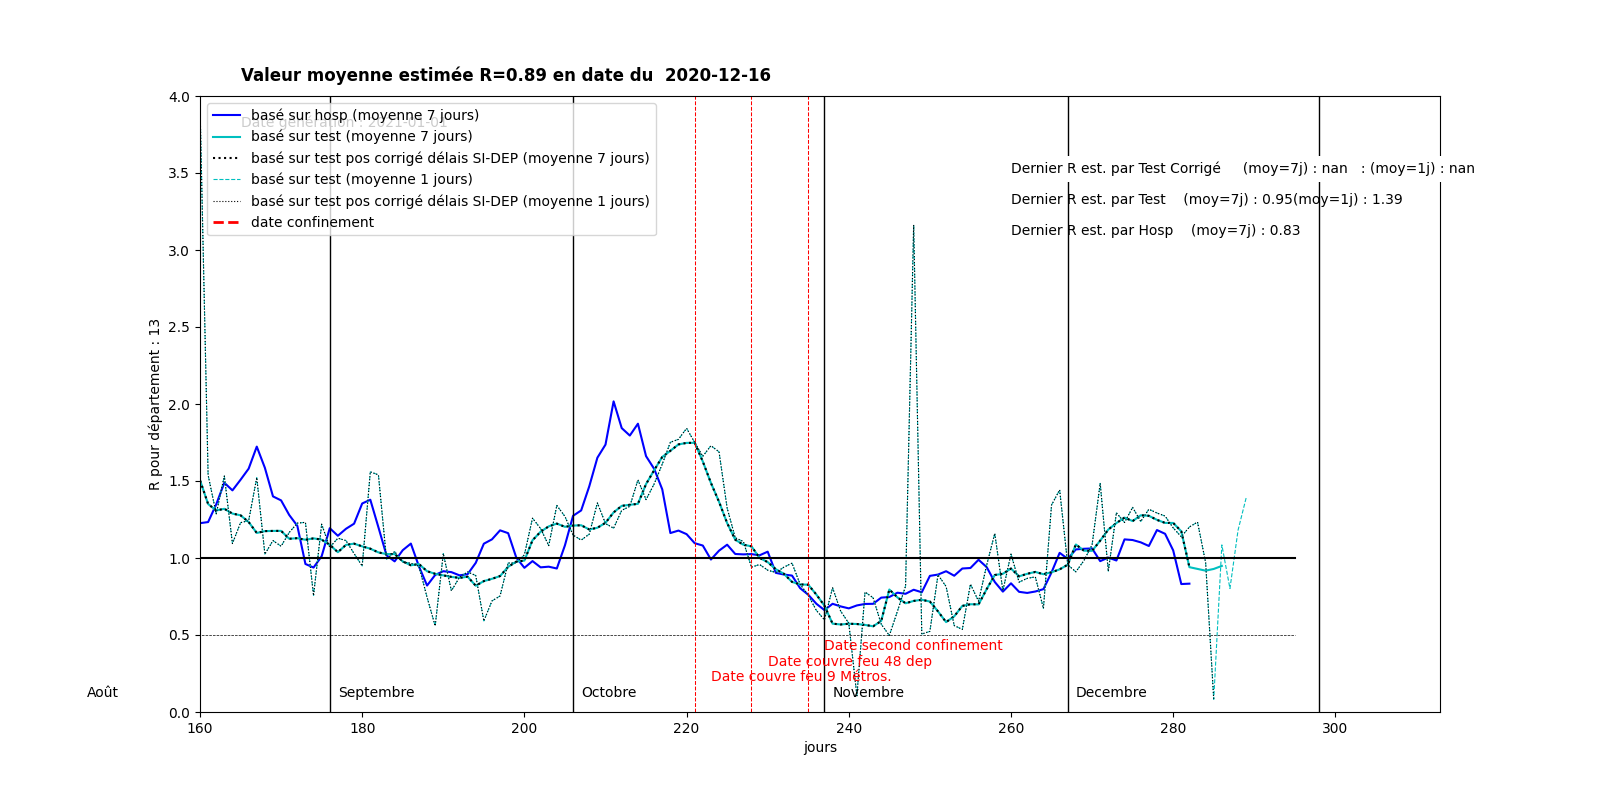 Valeur moyenne estimée R=0.89 en date du  2020-12-16
4.0
3.5
3.0
2.5
2.0
1.5
1.0
0.5
0.0
R pour département : 13
Date génération : 2021-01-01
basé sur hosp (moyenne 7 jours)
basé sur test (moyenne 7 jours)
basé sur test pos corrigé délais SI-DEP (moyenne 7 jours)
basé sur test (moyenne 1 jours)
basé sur test pos corrigé délais SI-DEP (moyenne 1 jours)
date confinement
Dernier R est. par Test Corrigé     (moy=7j) : nan   : (moy=1j) : nan
Dernier R est. par Test    (moy=7j) : 0.95(moy=1j) : 1.39
Dernier R est. par Hosp    (moy=7j) : 0.83
Date second confinement
Date couvre feu 48 dep
Date couvre feu 9 Métros.
Août
Septembre
Octobre
Novembre
Decembre
160
180
200
220
240
260
280
300
jours